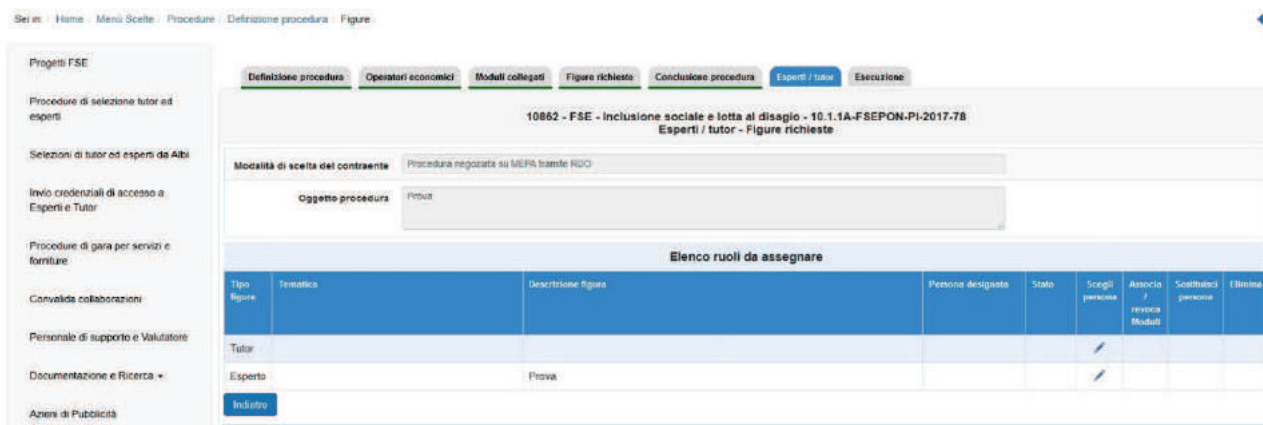 Sei in: Home Menù Scelte Procedure Definizione procedura Figure
Progetti FSE
Procedure di selezione tutor ed
esperti
Selezioni di tutor ed esperti da Albi
Invio credenziali di accesso a
Esperti e Tutor
Procedure di gara per servizi e
forniture
Convalida collaborazioni
Personale di supporto e Valutatore
Documentazione e Ricerca
Azioni di Pubblicità
Definizione procedura Operatori economici Moduli collegati Figure richieste Conclusione procedura Esperti / tutor Esecuzione
10862 - FSE - Inclusione sociale e lotta al disagio - 10.1.1A-FSEPON-PI-2017-78
Esperti / tutor - Figure richieste
Modalità di scelta del contraente Procedura negoziata su MEPA tramite RDO
Oggetto procedura Prova
Elenco ruoli da assegnare
Tipo figure Tematica Descrizione figura Persona designata Stato Scegli persona Associa / revoca Moduli Sostituisci persona Elimina
Tutor
Esperto Prova
Indietro